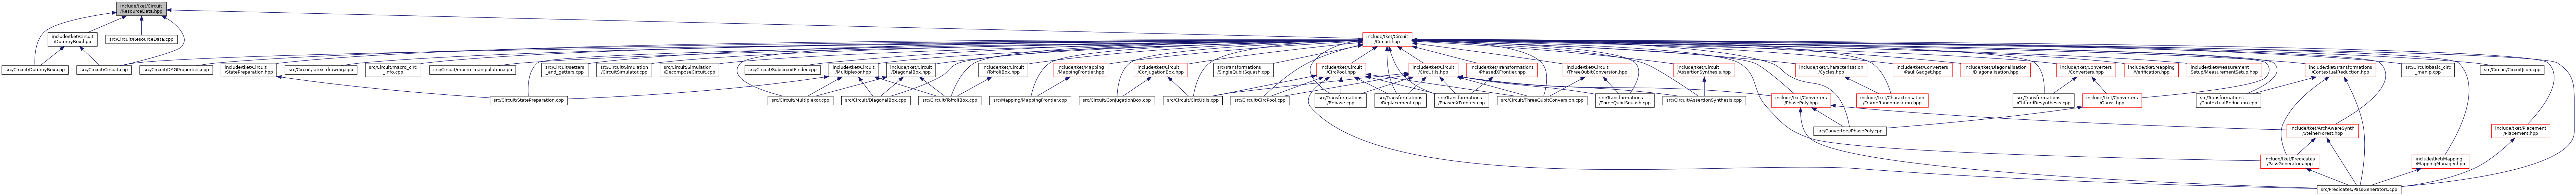 include/tket/Circuit
/ResourceData.hpp
include/tket/Circuit
/DummyBox.hpp
src/Circuit/ResourceData.cpp
include/tket/Circuit
/Circuit.hpp
src/Circuit/DummyBox.cpp
src/Circuit/Circuit.cpp
src/Circuit/DAGProperties.cpp
include/tket/Circuit
/StatePreparation.hpp
src/Circuit/latex_drawing.cpp
src/Circuit/macro_circ
_info.cpp
src/Circuit/macro_manipulation.cpp
src/Circuit/setters
_and_getters.cpp
src/Circuit/Simulation
/CircuitSimulator.cpp
src/Circuit/Simulation
/DecomposeCircuit.cpp
src/Circuit/SubcircuitFinder.cpp
include/tket/Circuit
/Multiplexor.hpp
include/tket/Circuit
/DiagonalBox.hpp
include/tket/Circuit
/ToffoliBox.hpp
include/tket/Mapping
/MappingFrontier.hpp
include/tket/Circuit
/ConjugationBox.hpp
src/Transformations
/SingleQubitSquash.cpp
include/tket/Circuit
/CircPool.hpp
include/tket/Circuit
/CircUtils.hpp
include/tket/Transformations
/PhasedXFrontier.hpp
include/tket/Circuit
/ThreeQubitConversion.hpp
include/tket/Circuit
/AssertionSynthesis.hpp
include/tket/Characterisation
/Cycles.hpp
include/tket/Converters
/PauliGadget.hpp
include/tket/Diagonalisation
/Diagonalisation.hpp
include/tket/Converters
/Converters.hpp
include/tket/Mapping
/Verification.hpp
include/tket/Measurement
Setup/MeasurementSetup.hpp
include/tket/Transformations
/ContextualReduction.hpp
src/Circuit/basic_circ
_manip.cpp
src/Circuit/CircuitJson.cpp
src/Circuit/StatePreparation.cpp
src/Circuit/Multiplexor.cpp
src/Circuit/DiagonalBox.cpp
src/Circuit/ToffoliBox.cpp
src/Mapping/MappingFrontier.cpp
src/Circuit/ConjugationBox.cpp
src/Circuit/CircUtils.cpp
src/Circuit/CircPool.cpp
src/Transformations
/Rebase.cpp
src/Transformations
/Replacement.cpp
src/Transformations
/PhasedXFrontier.cpp
src/Circuit/ThreeQubitConversion.cpp
src/Transformations
/ThreeQubitSquash.cpp
src/Circuit/AssertionSynthesis.cpp
include/tket/Converters
/PhasePoly.hpp
include/tket/Characterisation
/FrameRandomisation.hpp
src/Transformations
/CliffordResynthesis.cpp
include/tket/Converters
/Gauss.hpp
src/Transformations
/ContextualReduction.cpp
src/Converters/PhasePoly.cpp
include/tket/ArchAwareSynth
/SteinerForest.hpp
include/tket/Placement
/Placement.hpp
include/tket/Predicates
/PassGenerators.hpp
include/tket/Mapping
/MappingManager.hpp
src/Predicates/PassGenerators.cpp